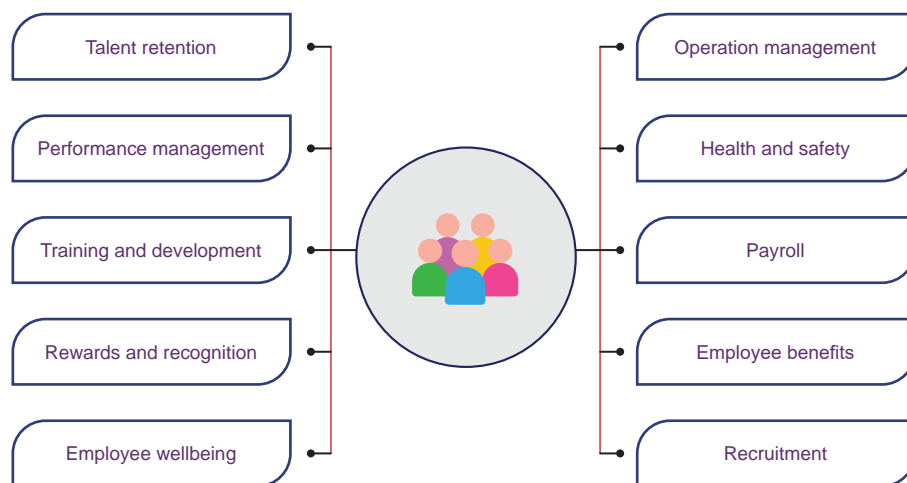 Talent retention
Performance management
Training and development
Rewards and recognition
Employee wellbeing
Operation management
Health and safety
Payroll
Employee benefits
Recruitment